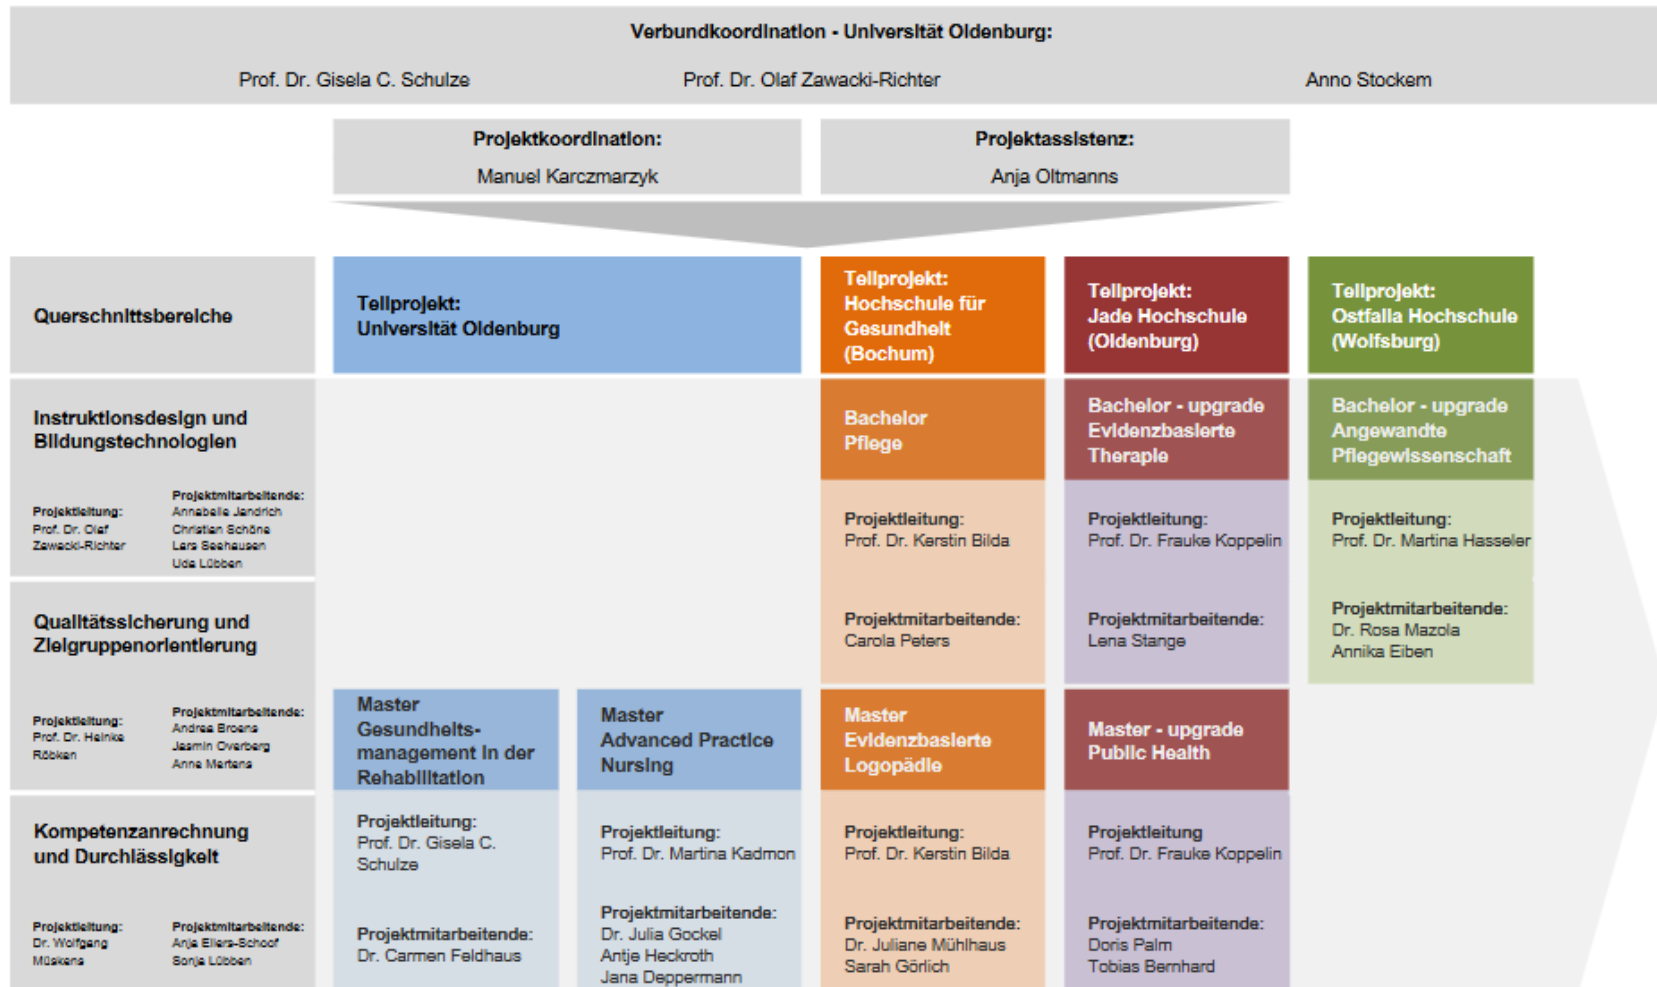 Verbundkoordination - Universität Oldenburg:
Prof. Dr. Gisela C. Schulze
Prof. Dr. Olaf Zawacki-Richter
Anno Stockem
Projektkoordination:
Manuel Karczmarzyk
Projektassistenz:
Anja Oltmanns
Querschnittsbereiche
Teilprojekt:
Universität Oldenburg
Teilprojekt:
Hochschule für
Gesundheit
(Bochum)
Teilprojekt:
Jade Hochschule
(Oldenburg)
Teilprojekt:
Ostfalia Hochschule
(Wolfsburg)
Instruktionsdesign und
Bildungstechnologien
Projektleitung:
Prof. Dr. Olaf
Zawacki-Richter
Projektmitarbeitende:
Annabelle Jandrich
Christian Schöne
Lars Seehausen
Uda Lübben
Bachelor
Pflege
Projektleitung:
Prof. Dr. Kerstin Bilda
Projektmitarbeitende:
Carola Peters
Bachelor - upgrade
Evidenzbasierte
Therapie
Projektleitung:
Prof. Dr. Frauke Koppelin
Projektmitarbeitende:
Lena Stange
Bachelor - upgrade
Angewandte
Pflegewissenschaft
Projektleitung:
Prof. Dr. Martina Hasseler
Projektmitarbeitende:
Dr. Rosa Mazola
Annika Eiben
Qualitätssicherung und
Zielgruppenorientierung
Projektleitung:
Prof. Dr. Heinke
Röbken
Projektmitarbeitende:
Andrea Broens
Jasmin Overberg
Anne Mertens
Master
Gesundheits-
management in der
Rehabilitation
Projektleitung:
Prof. Dr. Gisela C.
Schulze
Projektmitarbeitende:
Dr. Carmen Feldhaus
Master
Advanced Practice
Nursing
Projektleitung:
Prof. Dr. Martina Kadmon
Projektmitarbeitende:
Dr. Julia Gockel
Antje Heckroth
Jana Deppermann
Master
Evidenzbasierte
Logopädie
Projektleitung:
Prof. Dr. Kerstin Bilda
Projektmitarbeitende:
Dr. Juliane Mühlhaus
Sarah Görlich
Master - upgrade
Public Health
Projektleitung
Prof. Dr. Frauke Koppelin
Projektmitarbeitende:
Doris Palm
Tobias Bernhard
Kompetenzanrechnung
und Durchlässigkeit
Projektleitung:
Dr. Wolfgang
Müskens
Projektmitarbeitende:
Anja Eilers-Schoof
Sonja Lübben